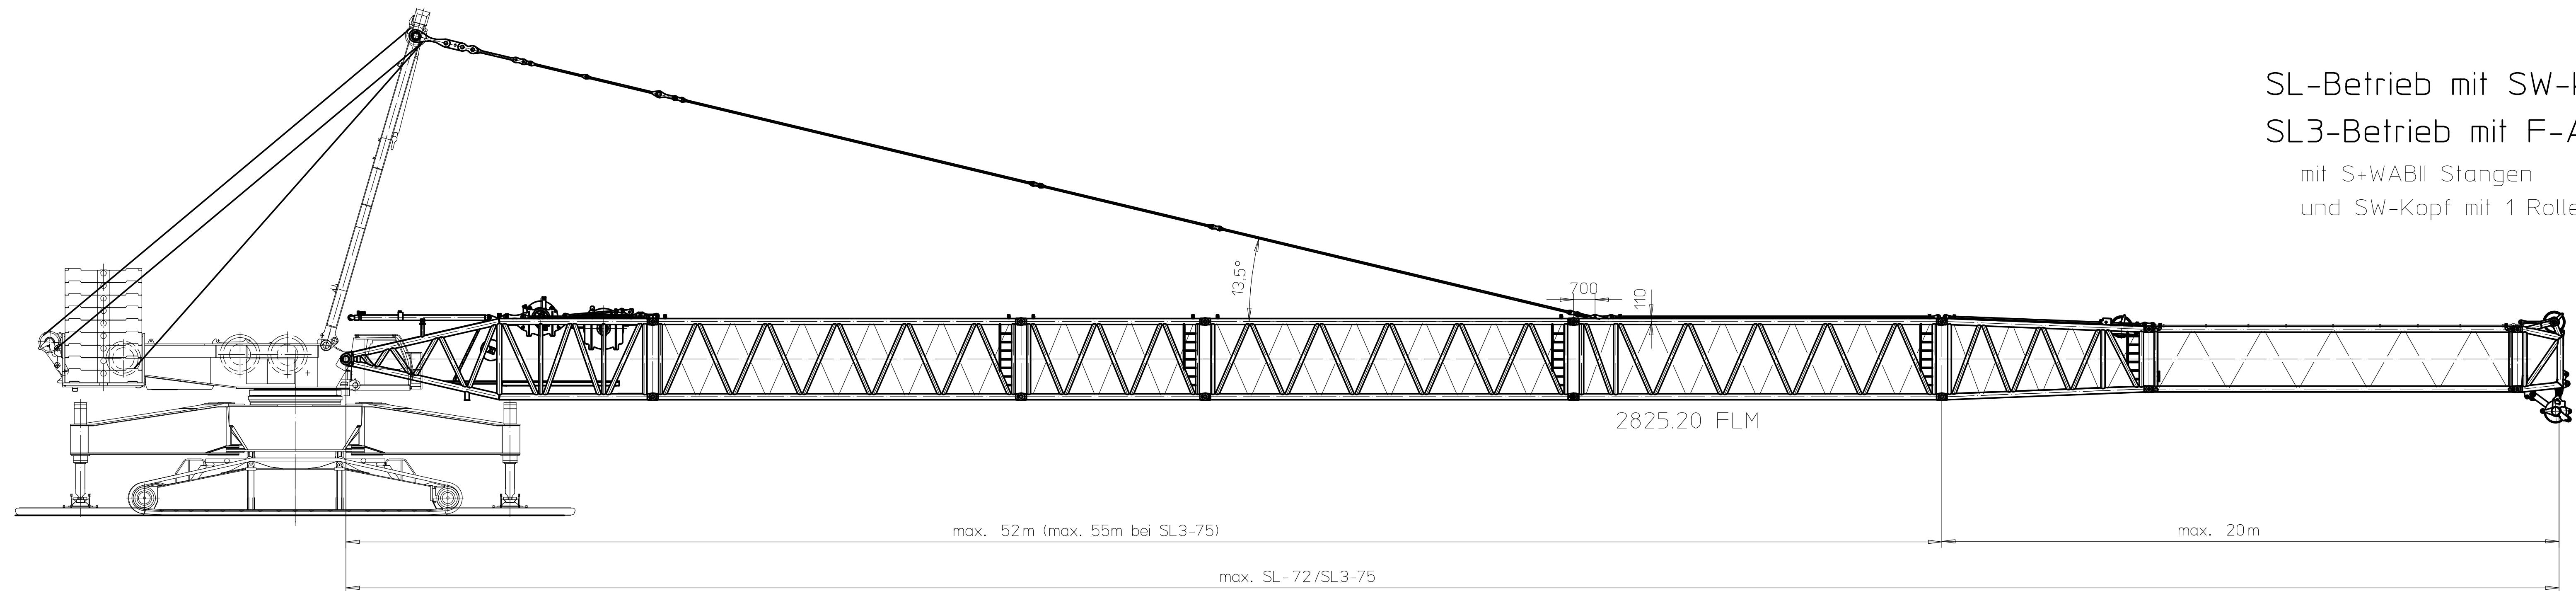 SL-Betrieb mit SW-
SL3-Betrieb mit F-A
mit S+WABII Stangen
und SW-Kopf mit 1 Rolle
13,5°
700
110
2825.20 FLM
max. 52m (max. 55m bei SL3-75)
max. 20m
max. SL-72/SL3-75